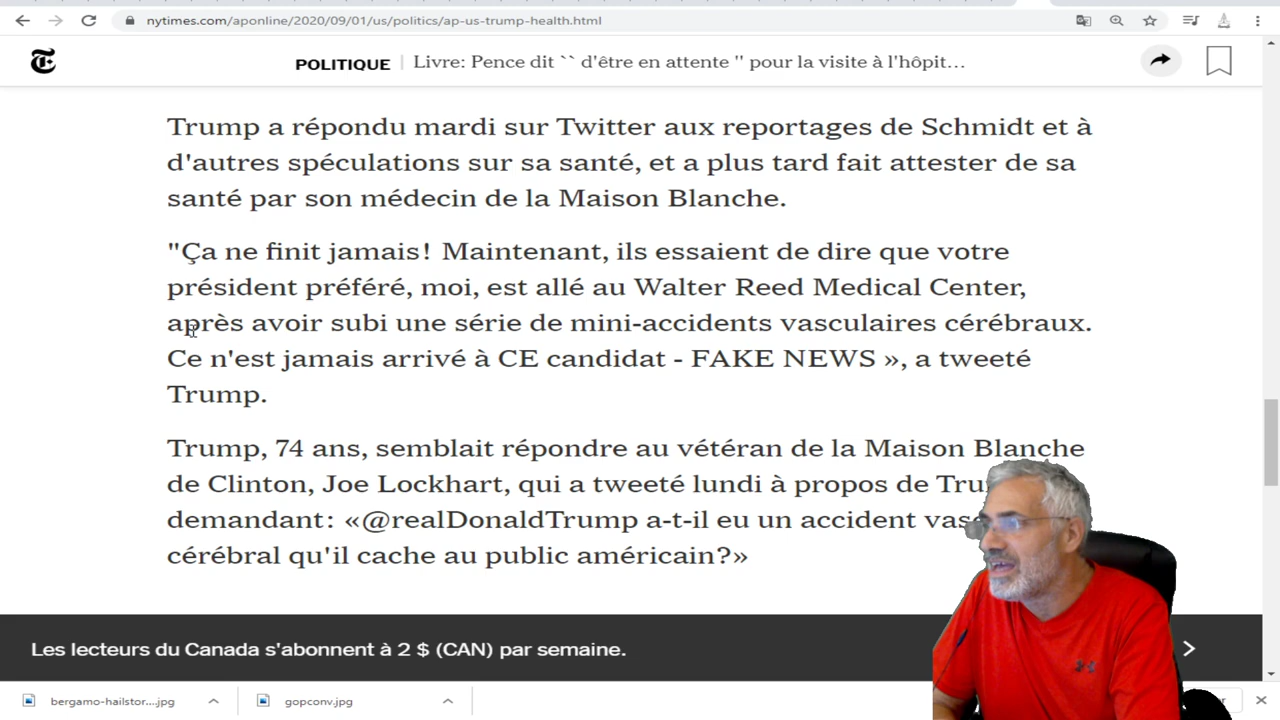 nytimes.com/aponline/2020/09/01/us/politics/ap-us-trump-health.html
POLITIQUE | Livre: Pence dit `` d'être en attente '' pour la visite à l'hôpit…
Trump a répondu mardi sur Twitter aux reportages de Schmidt et à
d'autres spéculations sur sa santé, et a plus tard fait attester de sa
santé par son médecin de la Maison Blanche.
"Ça ne finit jamais! Maintenant, ils essaient de dire que votre
président préféré, moi, est allé au Walter Reed Medical Center,
après avoir subi une série de mini-accidents vasculaires cérébraux.
Ce n'est jamais arrivé à CE candidat - FAKE NEWS », a tweeté
Trump.
Trump, 74 ans, semblait répondre au vétéran de la Maison Blanche
de Clinton, Joe Lockhart, qui a tweeté lundi à propos de
demandant: «@realDonaldTrump a-t-il eu un accident
cérébral qu'il cache au public américain?»
Les lecteurs du Canada s'abonnent à 2 $ (CAN) par semaine.
bergamo-hailstor....jpg
gopconv.jpg